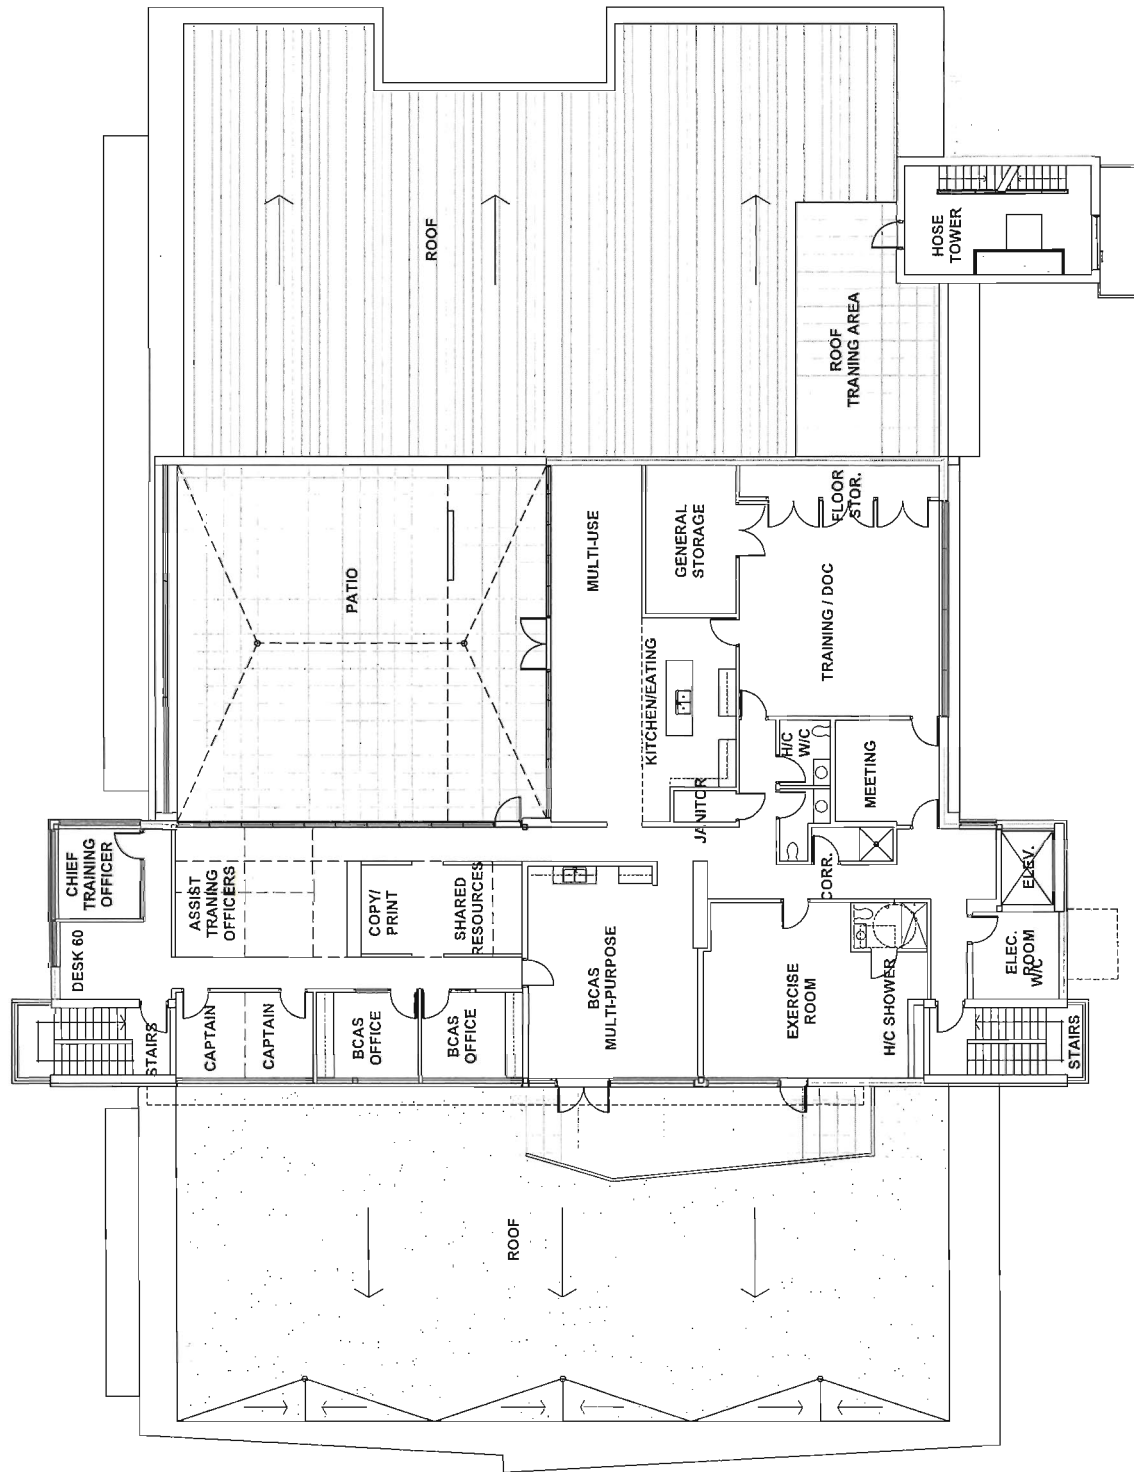 ROOF
HOSE
TOWER
ROOF
TRANING AREA
PATIO
MULTI-USE
GENERAL
STORAGE
FLOOR
STOR.
TRAINING / DOC
KITCHEN/EATING
H/C
W/C
MEETING
JANITOR
CHIEF
TRAINING
OFFICER
ASSIST
TRANING
OFFICERS
COPY/
PRINT
SHARED
RESOURCES
CORR.
ELEV.
DESK 60
BCAS
MULTI-PURPOSE
EXERCISE
ROOM
H/C SHOWER
ELEC.
ROOM
W/C
STAIRS
CAPTAIN
CAPTAIN
BCAS
OFFICE
BCAS
OFFICE
STAIRS
ROOF